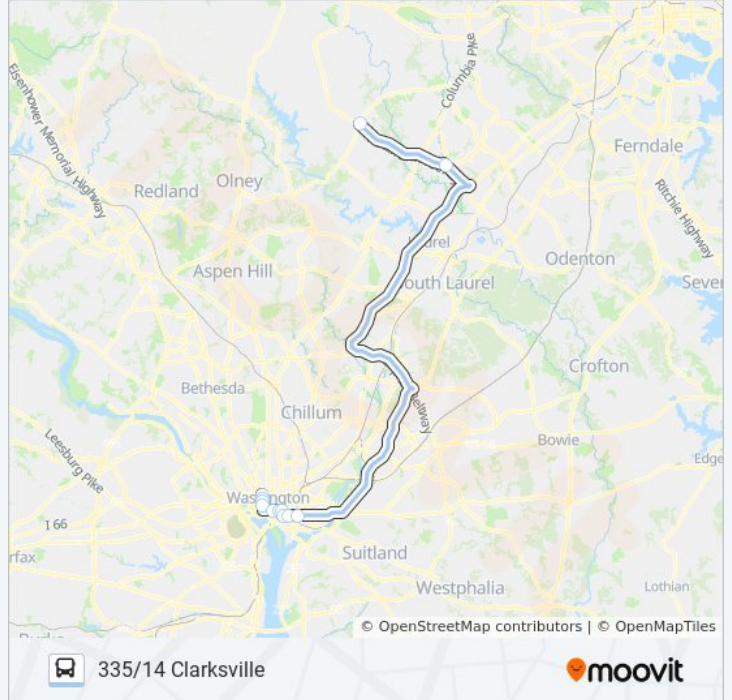 Columbia Pike
Eisenhower Memorial Highway
Ferndale
Olney
Redland
Ritchie Highway
Laurel
Odenton
Aspen Hill
South Laurel
Sever
Crofton
Bethesda
Chillum
Beltway
Bowie
Leesburg Pike
Edge
Washington
I 66
Suitland
rfax
Westphalia
Lothian
© OpenStreetMap contributors | © OpenMapTiles
335/14 Clarksville
moovit